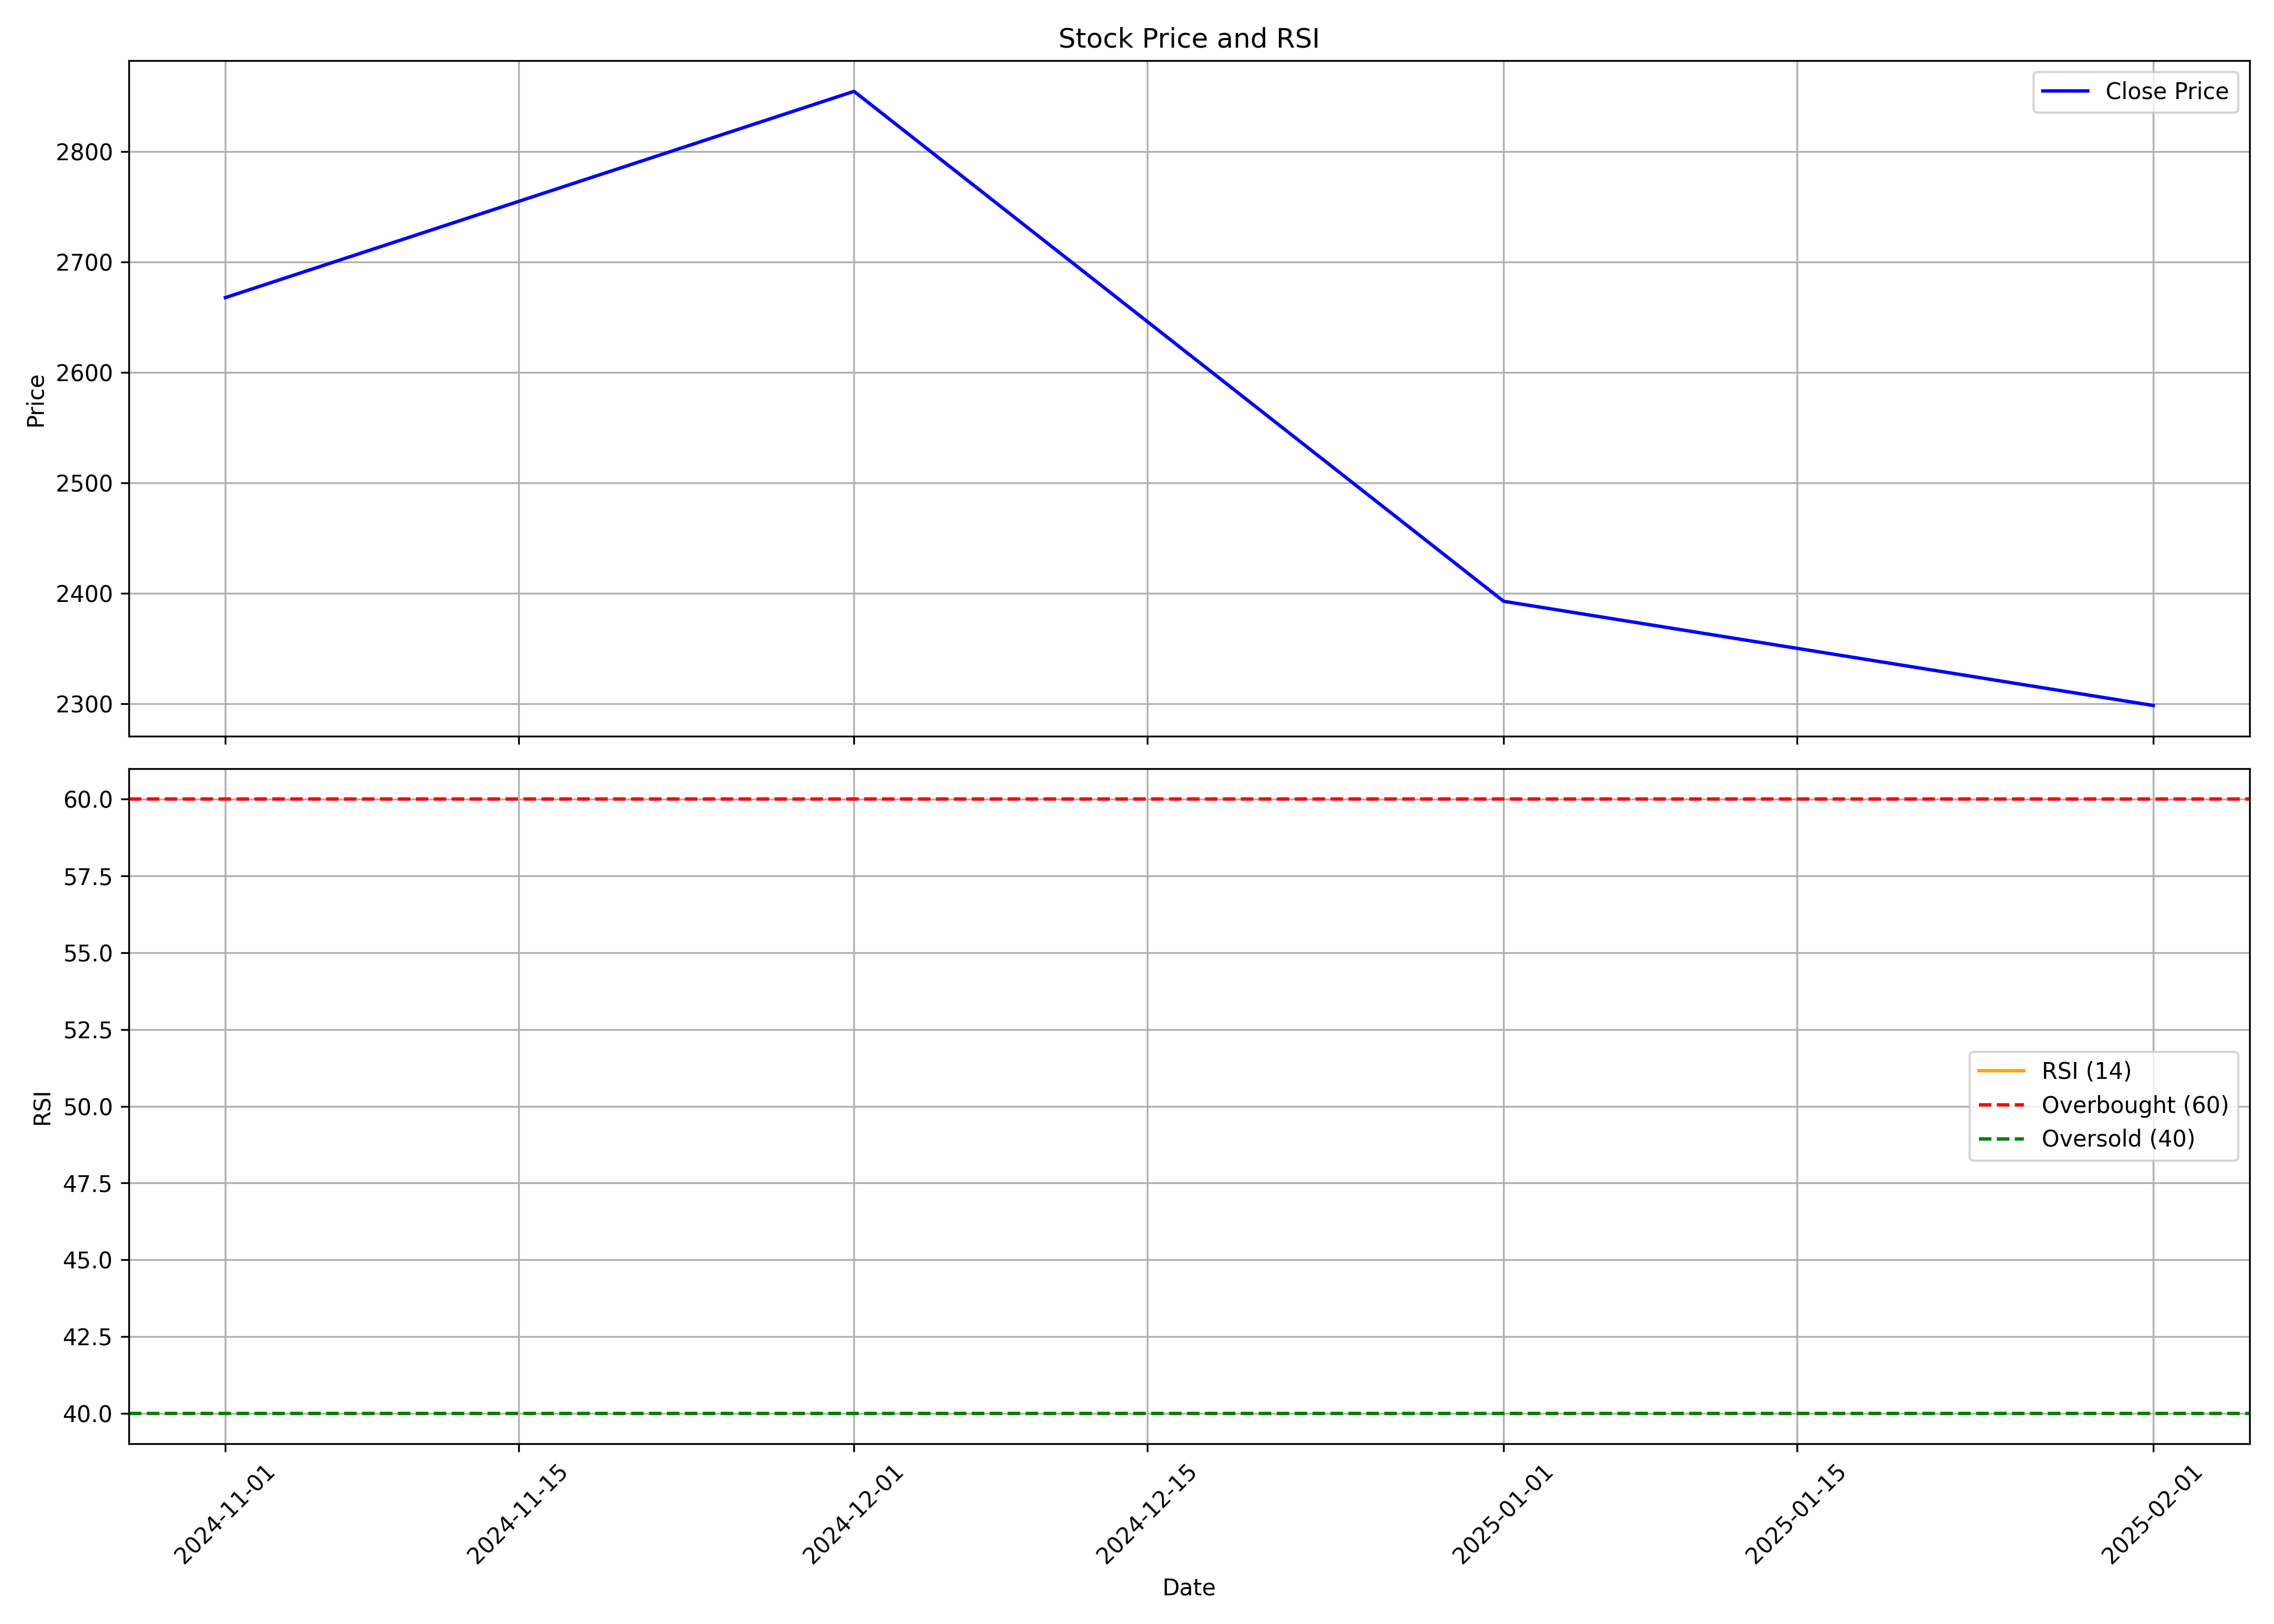 Stock Price and RSI
Close Price
Price
2800
2700
2600
2500
2400
2300
RSI
60.0
57.5
55.0
52.5
50.0
47.5
45.0
42.5
40.0
RSI (14)
Overbought (60)
Oversold (40)
2024-11-01
2024-11-15
2024-12-01
2024-12-15
2025-01-01
2025-01-15
2025-02-01
Date